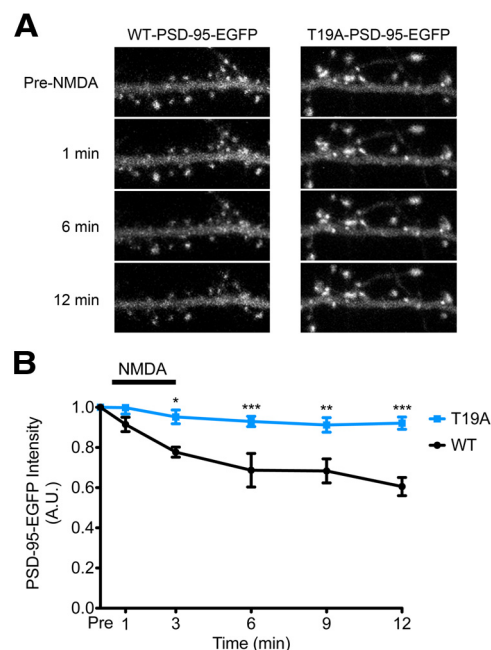 A
WT-PSD-95-EGFP T19A-PSD-95-EGFP
Pre-NMDA
1 min
6 min
12 min
B
NMDA
* *** ** ***
T19A
WT
1.0
0.8
0.6
0.4
0.2
0.0
PSD-95-EGFP Intensity
(A.U.)
Pre 1 3 6 9 12
Time (min)